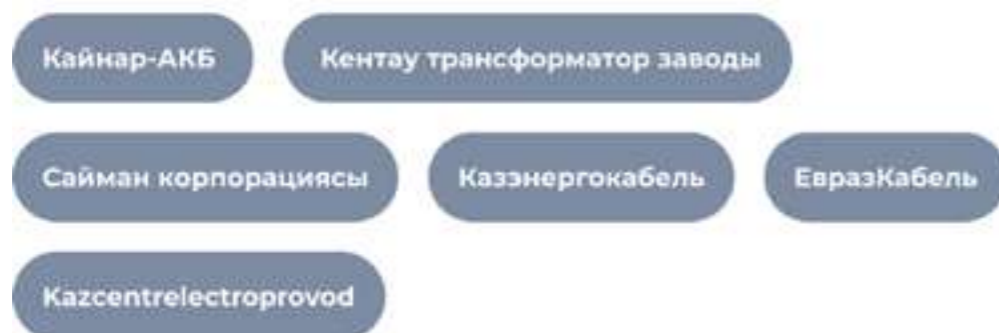 Кайнар-АКБ Кентау трансформатор заводы
Сайман корпорациясы Казэнергокабель ЕвразКабель
Kazcentrelectroprovod